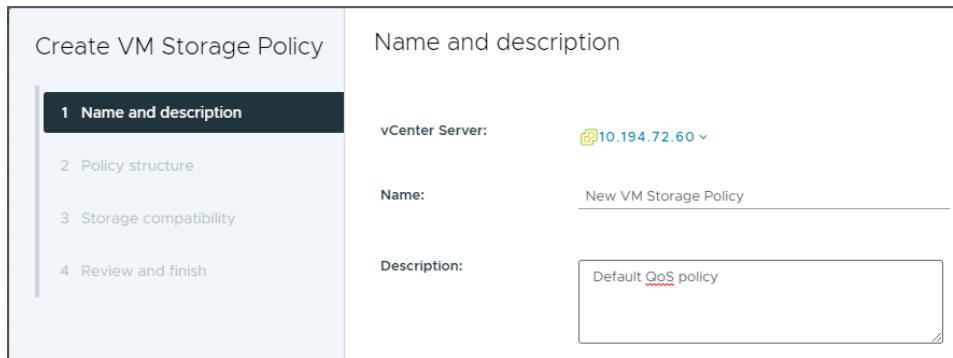 Create VM Storage Policy
1 Name and description
2 Policy structure
3 Storage compatibility
4 Review and finish
Name and description
vCenter Server:
10.194.72.60
Name:
New VM Storage Policy
Description:
Default QoS policy